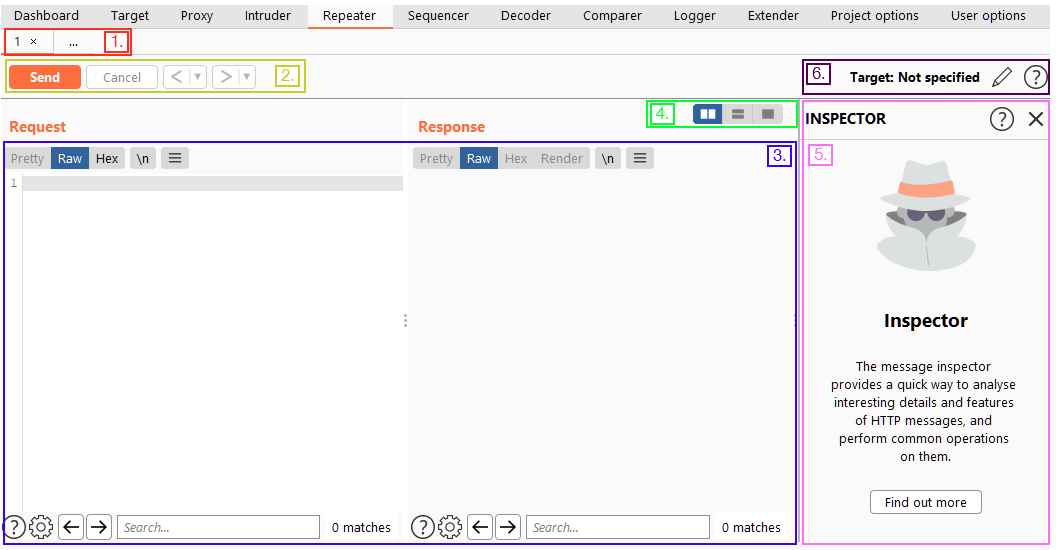 Dashboard Target Proxy Intruder Repeater Sequencer Decoder Comparer Logger Extender Project options User options
1 × ... 1.
Send Cancel < > 2.
6. Target: Not specified ?
Request
Response
4.
INSPECTOR ?
Pretty Raw Hex \n
Pretty Raw Hex Render \n
3.
5.
1
Inspector
The message inspector
provides a quick way to analyse
interesting details and features
of HTTP messages, and
perform common operations
on them.
Find out more
? Search... 0 matches
? Search... 0 matches